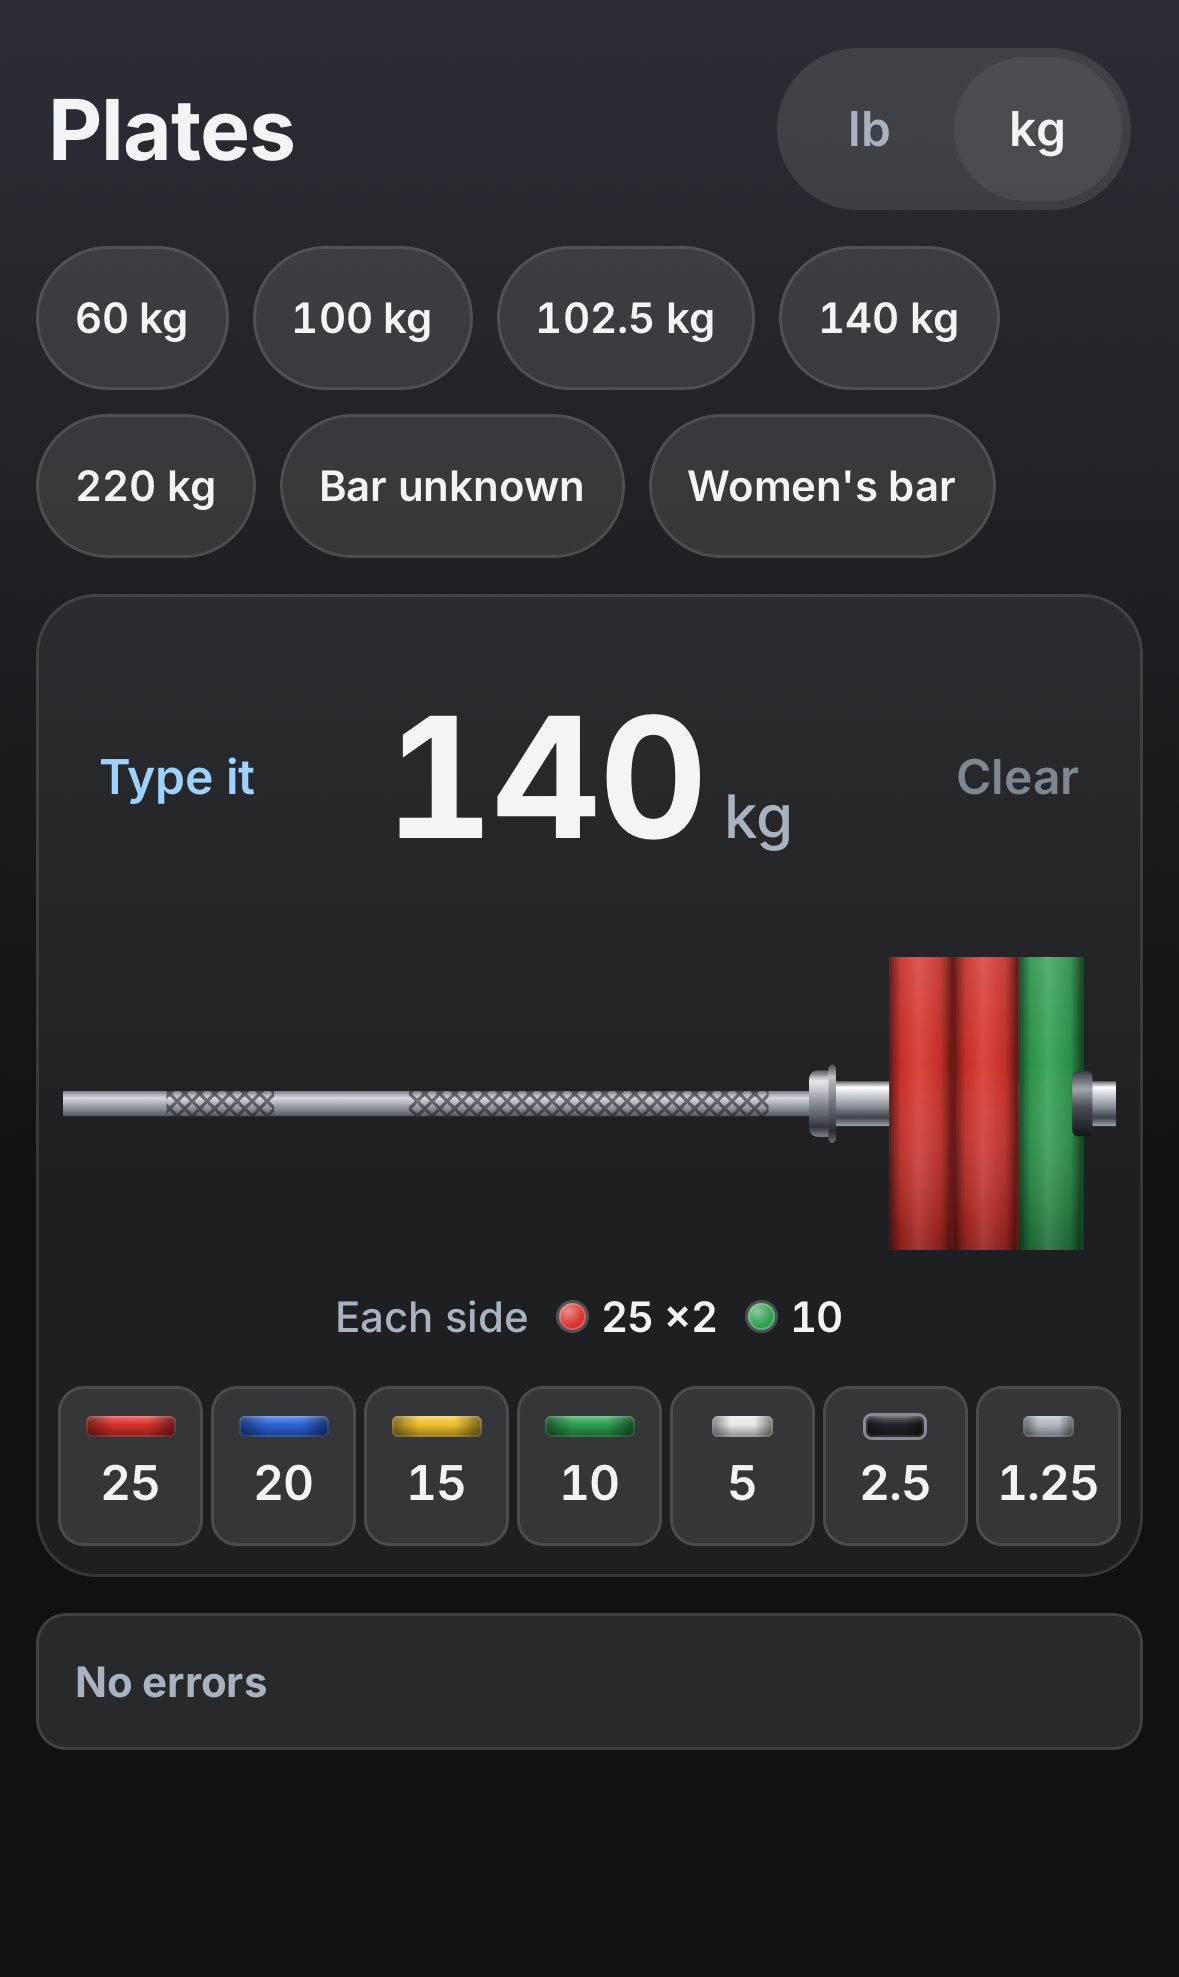 Plates
lb kg
60 kg 100 kg 102.5 kg 140 kg
220 kg Bar unknown Women's bar
Type it 140 kg Clear
Each side 25 ×2 10
25 20 15 10 5 2.5 1.25
No errors